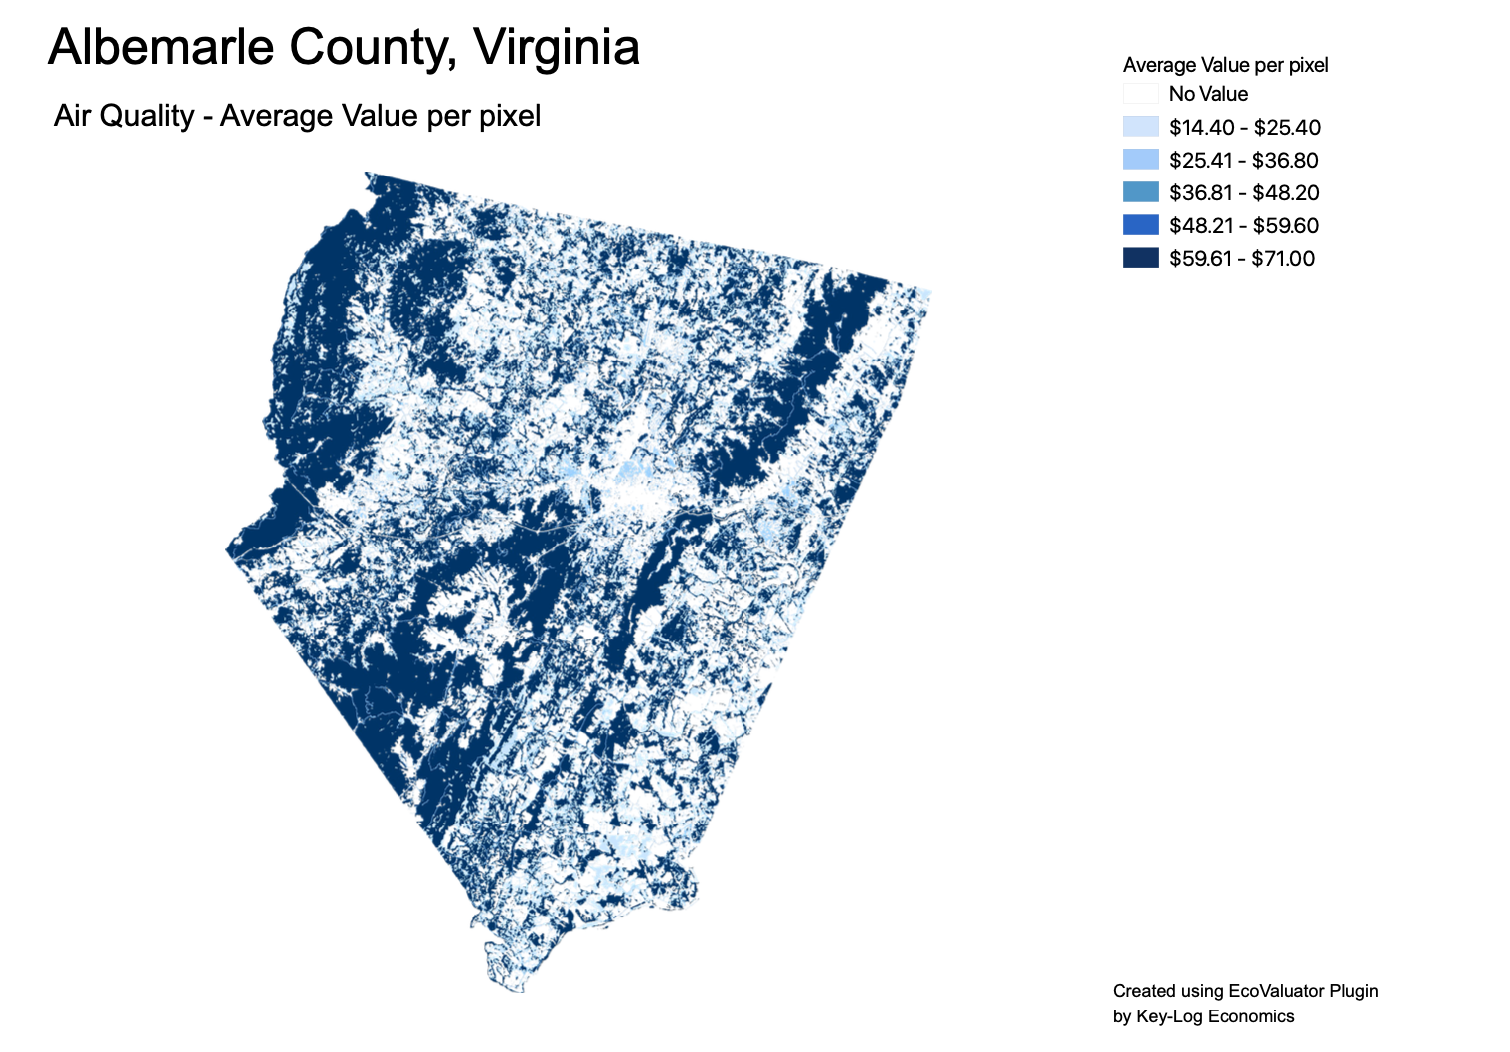 Albemarle County, Virginia
Air Quality - Average Value per pixel
Average Value per pixel
No Value
$14.40 - $25.40
$25.41 - $36.80
$36.81 - $48.20
$48.21 - $59.60
$59.61 - $71.00
Created using EcoValuator Plugin
by Key-Log Economics